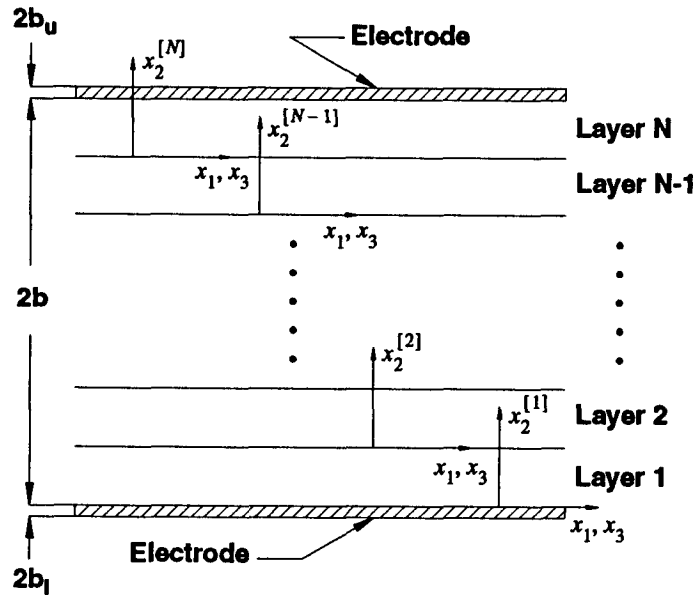 2b_u
Electrode
x_2^{[N]}
x_2^{[N-1]}
Layer N
x_1, x_3
Layer N-1
x_1, x_3
2b
x_2^{[2]}
x_2^{[1]}
Layer 2
x_1, x_3
Layer 1
x_1, x_3
Electrode
2b_l